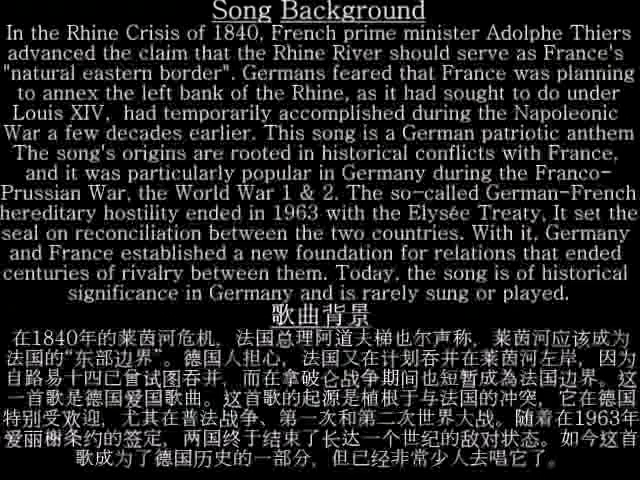 Song Background
In the Rhine Crisis of 1840, French prime minister Adolphe Thiers
advanced the claim that the Rhine River should serve as France's
"natural eastern border". Germans feared that France was planning
to annex the left bank of the Rhine, as it had sought to do under
Louis XIV, had temporarily accomplished during the Napoleonic
War a few decades earlier. This song is a German patriotic anthem
The song's origins are rooted in historical conflicts with France,
and it was particularly popular in Germany during the Franco-
Prussian War, the World War 1 & 2. The so-called German-French
hereditary hostility ended in 1963 with the Elysée Treaty, It set the
seal on reconciliation between the two countries. With it, Germany
and France established a new foundation for relations that ended
centuries of rivalry between them. Today, the song is of historical
significance in Germany and is rarely sung or played.
歌曲背景
在1840年的莱茵河危机，法国总理阿道夫梯也尔声称，莱茵河应该成为
法国的“东部边界”。德国人担心，法国又在计划吞并在莱茵河左岸，因为
自路易十四已曾试图吞并，而在拿破仑战争期间也短暂成為法国边界。这
一首歌是德国爱国歌曲。这首歌的起源是植根于与法国的冲突，它在德国
特别受欢迎，尤其在普法战争、第一次和第二次世界大战。随着在1963年
爱丽榭条约的签定，两国终于结束了长达一个世纪的敌对状态。如今这首
歌成为了德国历史的一部分，但已经非常少人去唱它了。